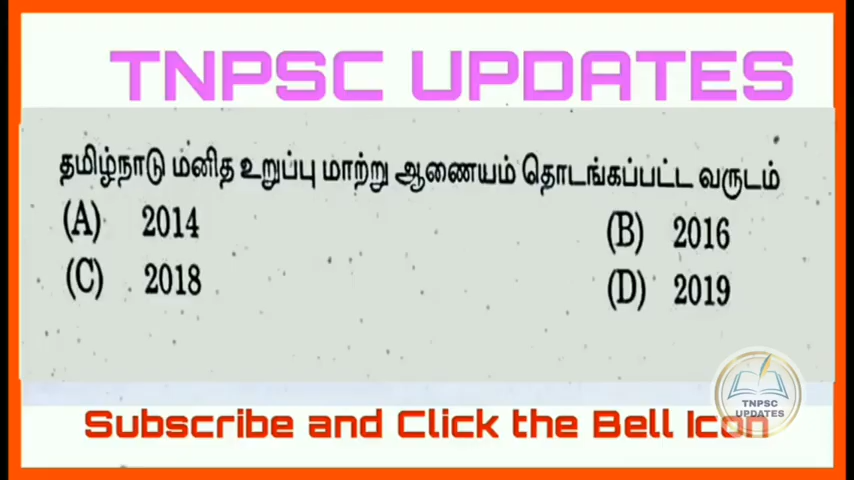 TNPSC UPDATES
தமிழ்நாடு மனித உறுப்பு மாற்று ஆணையம் தொடங்கப்பட்ட வருடம்
(A) 2014 (B) 2016
(C) 2018 (D) 2019
TNPSC
UPDATES
Subscribe and Click the Bell Icon